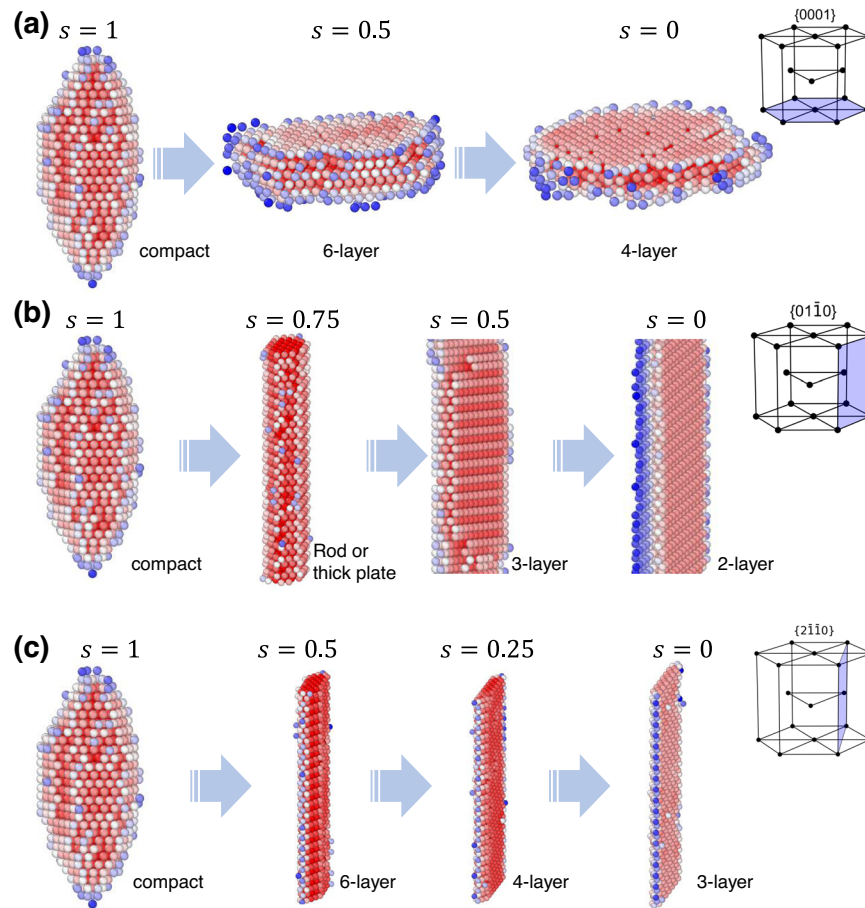 (a)
s = 1
s = 0.5
s = 0
{0001}
compact
6-layer
4-layer
(b)
s = 1
s = 0.75
s = 0.5
s = 0
{011̄0}
compact
Rod or
thick plate
3-layer
2-layer
(c)
s = 1
s = 0.5
s = 0.25
s = 0
{21̄1̄0}
compact
6-layer
4-layer
3-layer